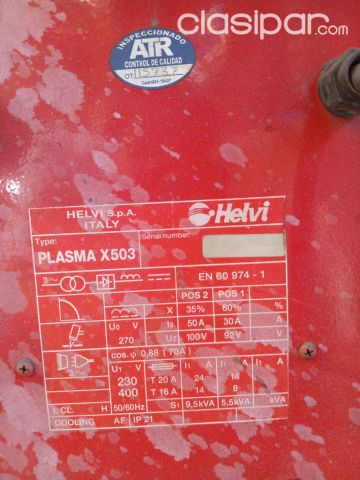 clasipar.com
INSPECCIONADO
ATR
CONTROL DE CALIDAD
OT:
HELVI S.p.A.
ITALY
Helvi
Type:
PLASMA X503
Serial number:
3~
EN 60 974 - 1
POS 2 POS 1
X 35% 60% %
U0 V I2 50A 30A A
270 U2 100V 92V V
cos. φ 0,88 (70A)
U1 V I1 A I1 A I1 A
230 T 20 A 24 14
400 T 16 A 14 8
I. CL. H 50/60Hz S1 9,5kVA 5,5kVA kVA
COOLING AF IP 21